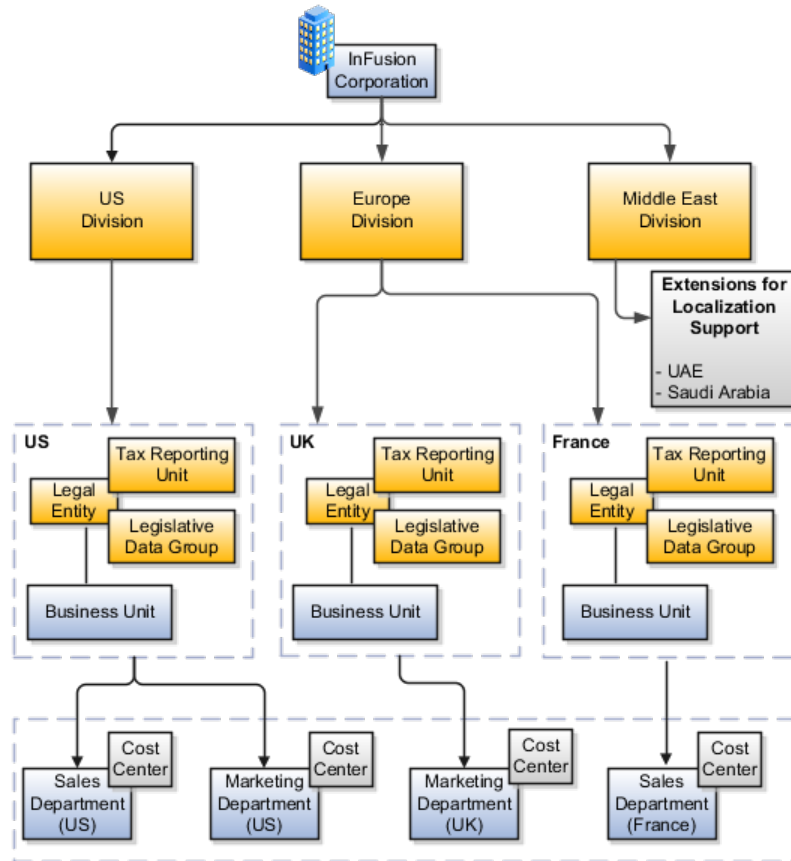 InFusion
Corporation
US
Division
Europe
Division
Middle East
Division
Extensions for
Localization
Support
- UAE
- Saudi Arabia
US
Tax Reporting
Unit
Legal
Entity
Legislative
Data Group
Business Unit
UK
Tax Reporting
Unit
Legal
Entity
Legislative
Data Group
Business Unit
France
Tax Reporting
Unit
Legal
Entity
Legislative
Data Group
Business Unit
Cost
Center
Sales
Department
(US)
Cost
Center
Marketing
Department
(US)
Cost
Center
Marketing
Department
(UK)
Cost
Center
Sales
Department
(France)